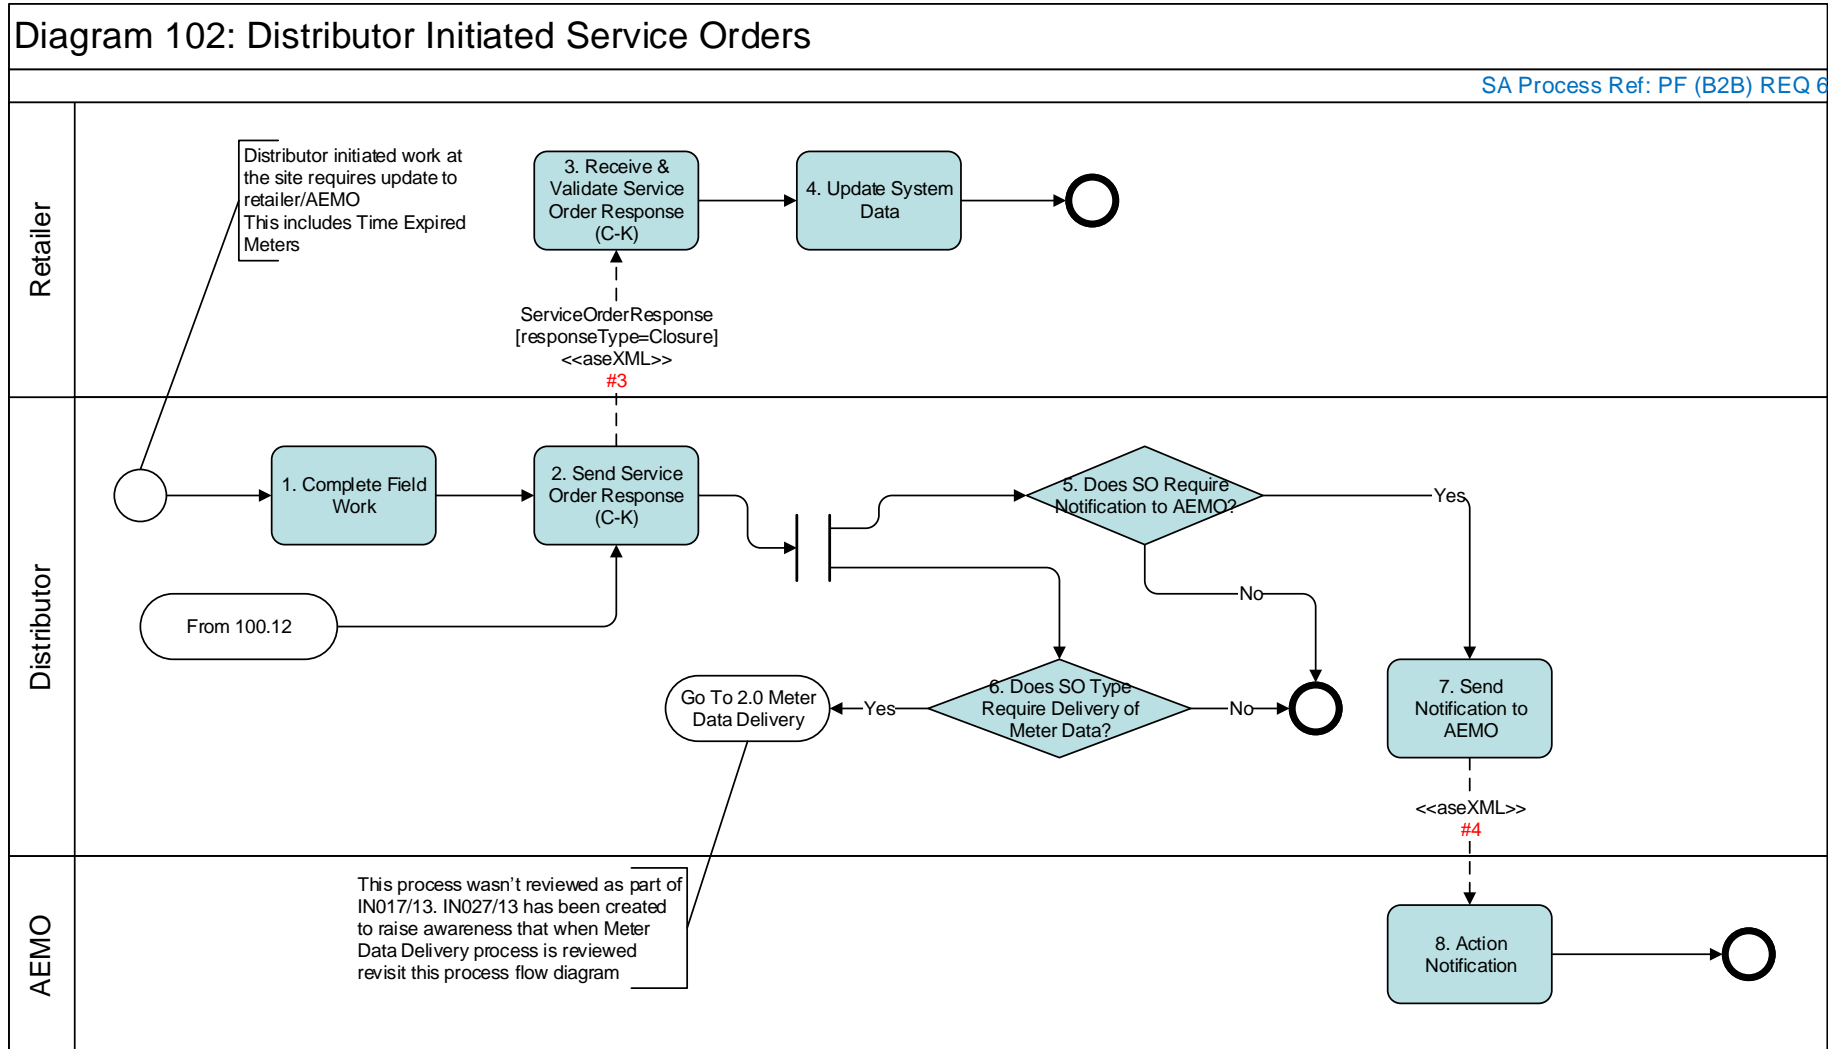 Diagram 102: Distributor Initiated Service Orders
SA Process Ref: PF (B2B) REQ 6
Retailer
Distributor initiated work at
the site requires update to
retailer/AEMO
This includes Time Expired
Meters
3. Receive &
Validate Service
Order Response
(C-K)
4. Update System
Data
ServiceOrderResponse
[responseType=Closure]
<<aseXML>>
#3
Distributor
1. Complete Field
Work
2. Send Service
Order Response
(C-K)
5. Does SO Require
Notification to AEMO?
Yes
No
From 100.12
Go To 2.0 Meter
Data Delivery
Yes
6. Does SO Type
Require Delivery of
Meter Data?
No
7. Send
Notification to
AEMO
<<aseXML>>
#4
AEMO
This process wasn't reviewed as part of
IN017/13. IN027/13 has been created
to raise awareness that when Meter
Data Delivery process is reviewed
revisit this process flow diagram
8. Action
Notification